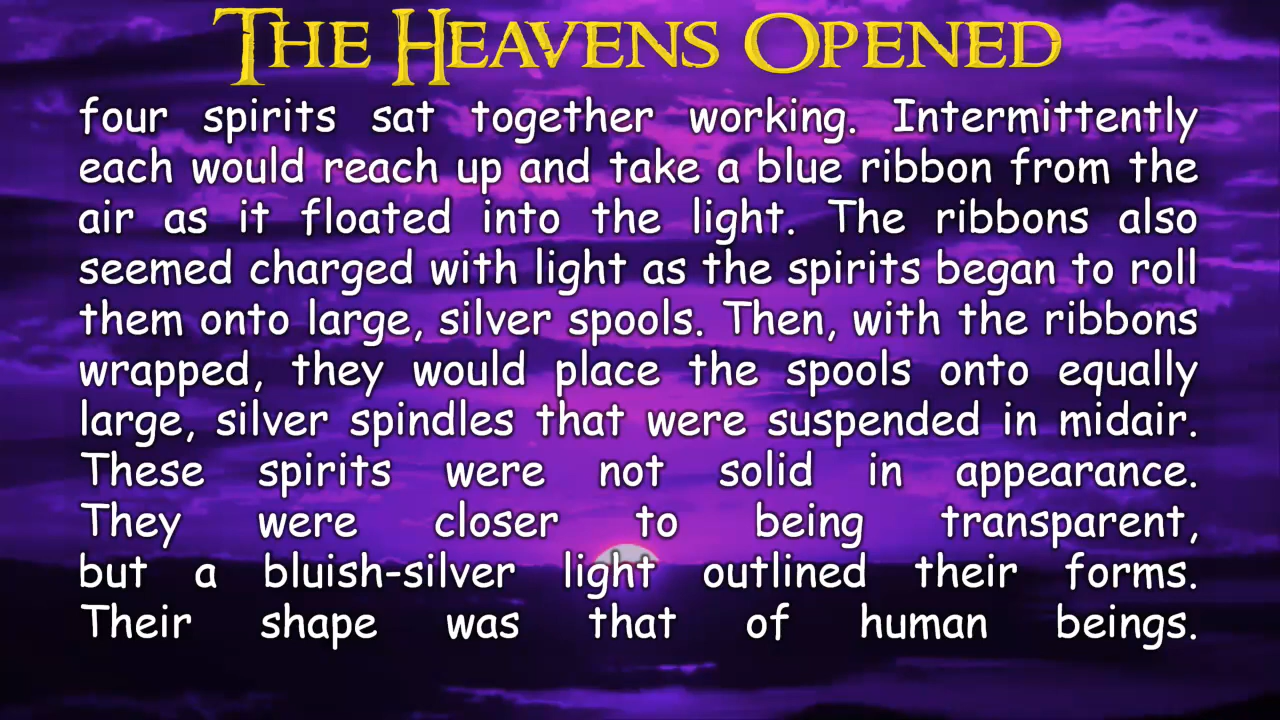 The Heavens Opened
four spirits sat together working. Intermittently
each would reach up and take a blue ribbon from the
air as it floated into the light. The ribbons also
seemed charged with light as the spirits began to roll
them onto large, silver spools. Then, with the ribbons
wrapped, they would place the spools onto equally
large, silver spindles that were suspended in midair.
These spirits were not solid in appearance.
They were closer to being transparent,
but a bluish-silver light outlined their forms.
Their shape was that of human beings.